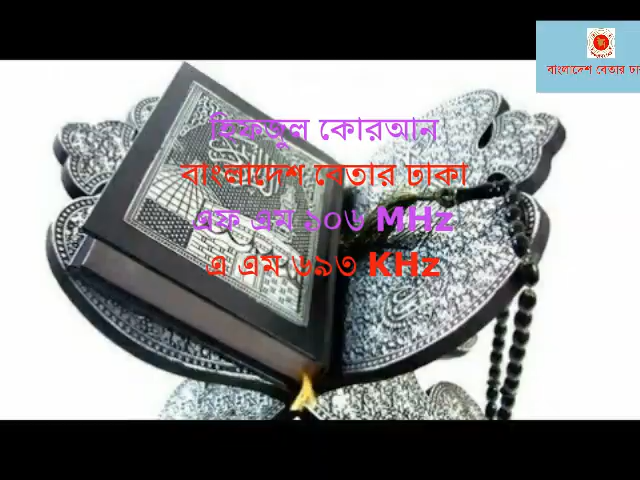 বাংলাদেশ বেতার ঢাকা
হিফজুল কোরআন
বাংলাদেশ বেতার ঢাকা
এফ এম ১০৬ MHz
এ এম ৬৯৩ KHz